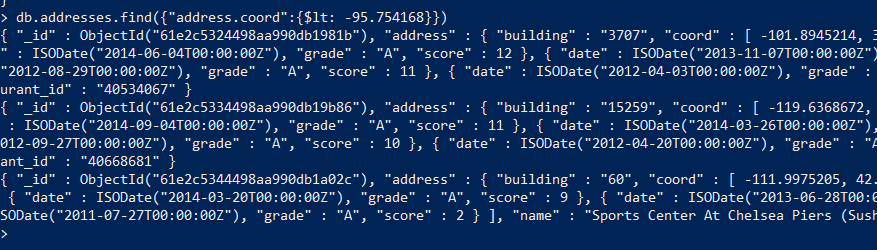 }
> db.addresses.find({"address.coord":{$lt: -95.754168}})
{ "_id" : ObjectId("61e2c5324498aa990db1981b"), "address" : { "building" : "3707", "coord" : [ -101.8945214, 3
" : ISODate("2014-06-04T00:00:00Z"), "grade" : "A", "score" : 12 }, { "date" : ISODate("2013-11-07T00:00:00Z")
"2012-08-29T00:00:00Z"), "grade" : "A", "score" : 11 }, { "date" : ISODate("2012-04-03T00:00:00Z"), "grade" :
urant_id" : "40534067" }
{ "_id" : ObjectId("61e2c5334498aa990db19b86"), "address" : { "building" : "15259", "coord" : [ -119.6368672,
: ISODate("2014-09-04T00:00:00Z"), "grade" : "A", "score" : 11 }, { "date" : ISODate("2014-03-26T00:00:00Z"),
012-09-27T00:00:00Z"), "grade" : "A", "score" : 10 }, { "date" : ISODate("2012-04-20T00:00:00Z"), "grade" : "A
ant_id" : "40668681" }
{ "_id" : ObjectId("61e2c5344498aa990db1a02c"), "address" : { "building" : "60", "coord" : [ -111.9975205, 42.
{ "date" : ISODate("2014-03-20T00:00:00Z"), "grade" : "A", "score" : 9 }, { "date" : ISODate("2013-06-28T00:00
SODate("2011-07-27T00:00:00Z"), "grade" : "A", "score" : 2 } ], "name" : "Sports Center At Chelsea Piers (Sush
>